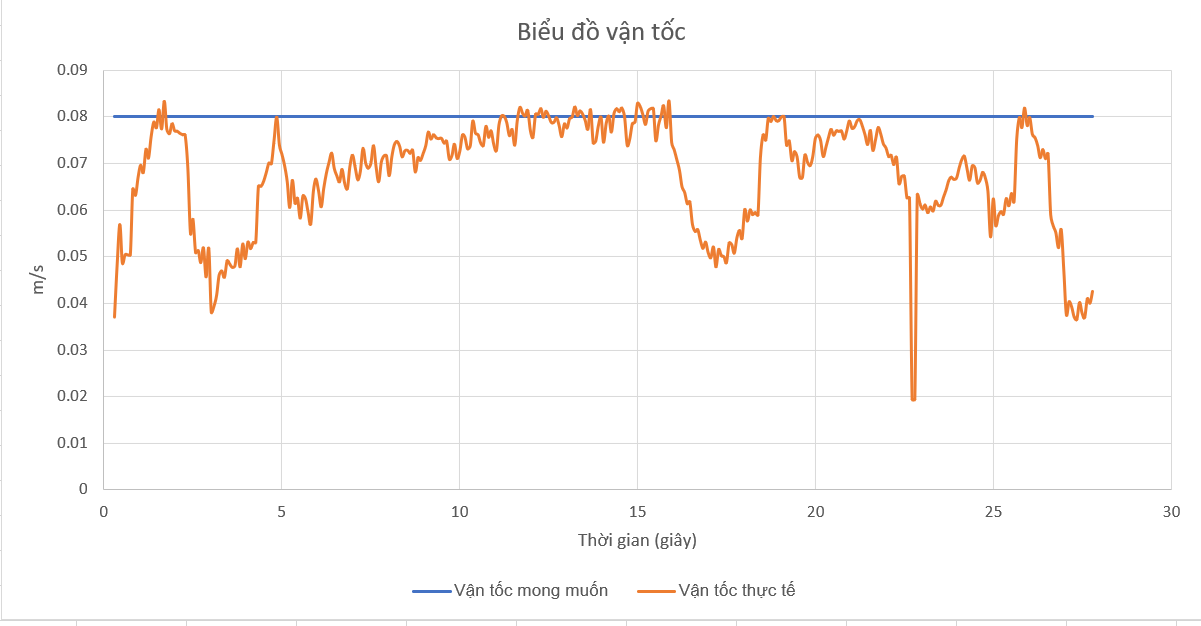 Biểu đồ vận tốc
0.09
0.08
0.07
0.06
0.05
0.04
0.03
0.02
0.01
0
m/s
0 5 10 15 20 25 30
Thời gian (giây)
Vận tốc mong muốn Vận tốc thực tế